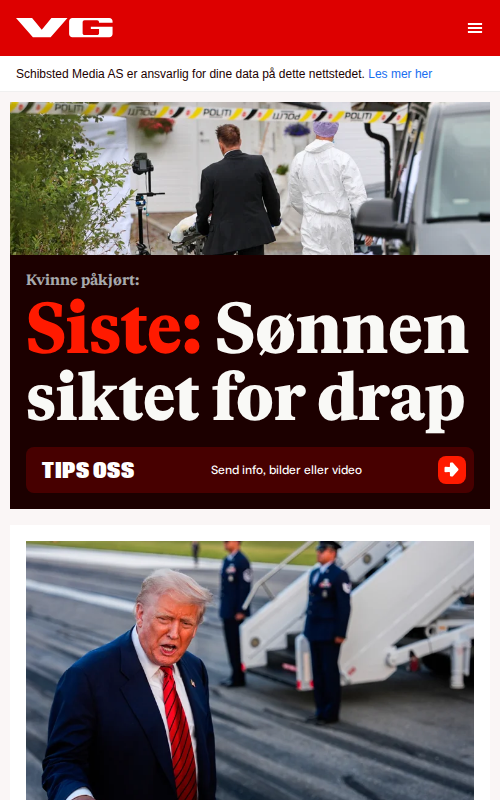 VG
Schibsted Media AS er ansvarlig for dine data på dette nettstedet. Les mer her
POLITI POLITI POLITI POLITI
Kvinne påkjørt:
Siste: Sønnen
siktet for drap
TIPS OSS
Send info, bilder eller video